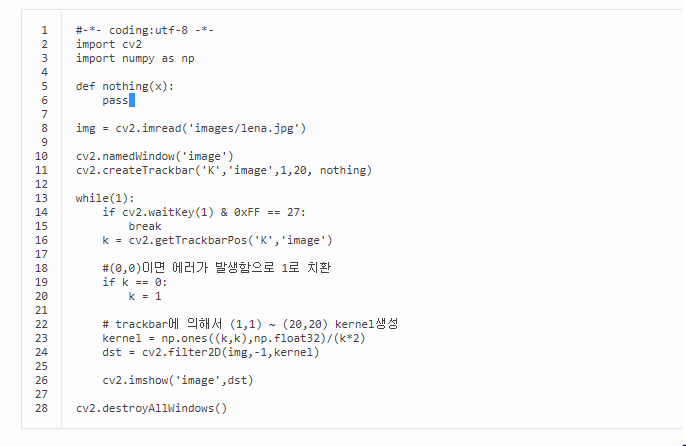 1 #-*- coding:utf-8 -*-
2 import cv2
3 import numpy as np
4
5 def nothing(x):
6     pass
7
8 img = cv2.imread('images/lena.jpg')
9
10 cv2.namedWindow('image')
11 cv2.createTrackbar('K','image',1,20, nothing)
12
13 while(1):
14     if cv2.waitKey(1) & 0xFF == 27:
15         break
16     k = cv2.getTrackbarPos('K','image')
17
18     #(0,0)이면 에러가 발생함으로 1로 치환
19     if k == 0:
20         k = 1
21
22     # trackbar에 의해서 (1,1) ~ (20,20) kernel생성
23     kernel = np.ones((k,k),np.float32)/(k*2)
24     dst = cv2.filter2D(img,-1,kernel)
25
26     cv2.imshow('image',dst)
27
28 cv2.destroyAllWindows()